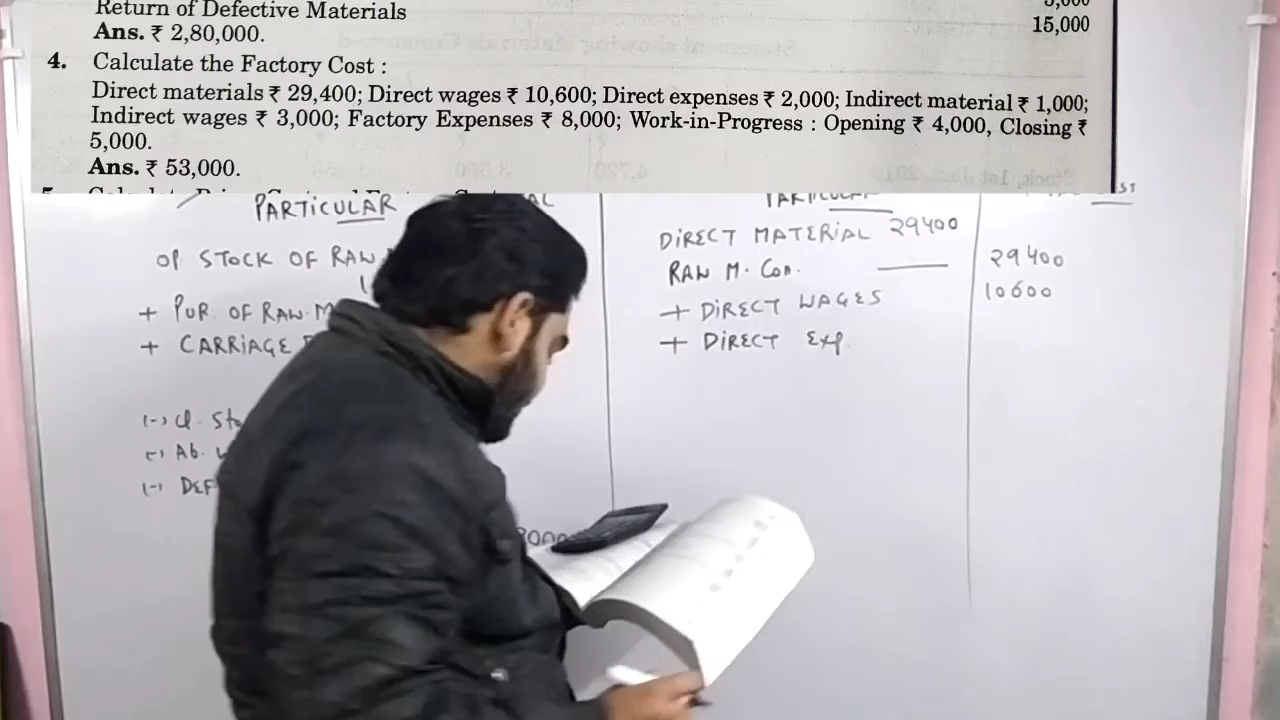 Return of Defective Materials
15,000
Ans. ₹ 2,80,000.
4. Calculate the Factory Cost :
Direct materials ₹ 29,400; Direct wages ₹ 10,600; Direct expenses ₹ 2,000; Indirect material ₹ 1,000;
Indirect wages ₹ 3,000; Factory Expenses ₹ 8,000; Work-in-Progress : Opening ₹ 4,000, Closing ₹
5,000.
Ans. ₹ 53,000.
PARTICULAR
OP STOCK OF RAW
+ PUR. OF RAW. M
+ CARRIAGE
(-) Cl. Sto
(-) Ab.
(-) DEF
PARTICULAR
DIRECT MATERIAL 29400
RAW M. Con. 29400
+ DIRECT WAGES 10600
+ DIRECT Exp.